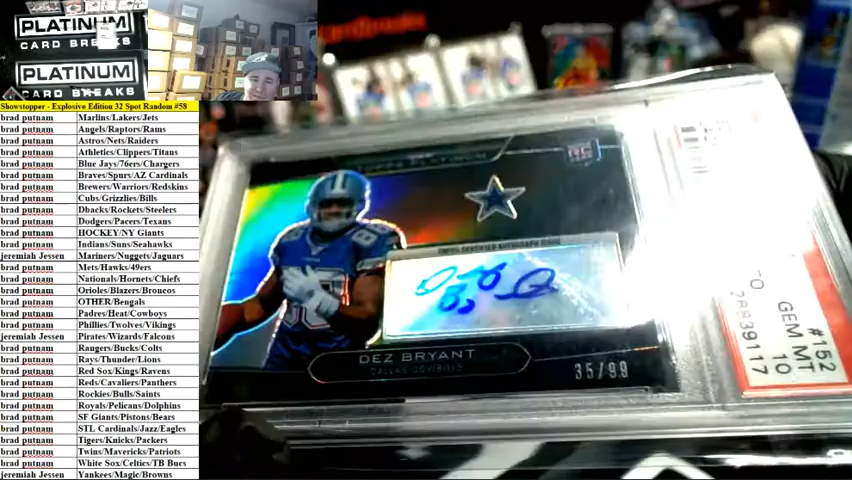 PLATINUM
CARD BREAKS
PLATINUM
CARD BREAKS
Showstopper - Explosive Edition 32 Spot Random #58
brad putnam Marlins/Lakers/Jets
brad putnam Angels/Raptors/Rams
brad putnam Astros/Nets/Raiders
brad putnam Athletics/Clippers/Titans
brad putnam Blue Jays/76ers/Chargers
brad putnam Braves/Spurs/AZ Cardinals
brad putnam Brewers/Warriors/Redskins
brad putnam Cubs/Grizzlies/Bills
brad putnam Dbacks/Rockets/Steelers
brad putnam Dodgers/Pacers/Texans
brad putnam HOCKEY/NY Giants
brad putnam Indians/Suns/Seahawks
jeremiah Jessen Mariners/Nuggets/Jaguars
brad putnam Mets/Hawks/49ers
brad putnam Nationals/Hornets/Chiefs
brad putnam Orioles/Blazers/Broncos
brad putnam OTHER/Bengals
brad putnam Padres/Heat/Cowboys
brad putnam Phillies/Twolves/Vikings
jeremiah Jessen Pirates/Wizards/Falcons
brad putnam Rangers/Bucks/Colts
brad putnam Rays/Thunder/Lions
brad putnam Red Sox/Kings/Ravens
brad putnam Reds/Cavaliers/Panthers
brad putnam Rockies/Bulls/Saints
brad putnam Royals/Pelicans/Dolphins
brad putnam SF Giants/Pistons/Bears
brad putnam STL Cardinals/Jazz/Eagles
brad putnam Tigers/Knicks/Packers
brad putnam Twins/Mavericks/Patriots
brad putnam White Sox/Celtics/TB Bucs
jeremiah Jessen Yankees/Magic/Browns
PLATINUM
TOPPS CERTIFIED AUTOGRAPH ISSUE
DEZ BRYANT
DALLAS COWBOYS
35/99
#152
GEM MT
10
28839117